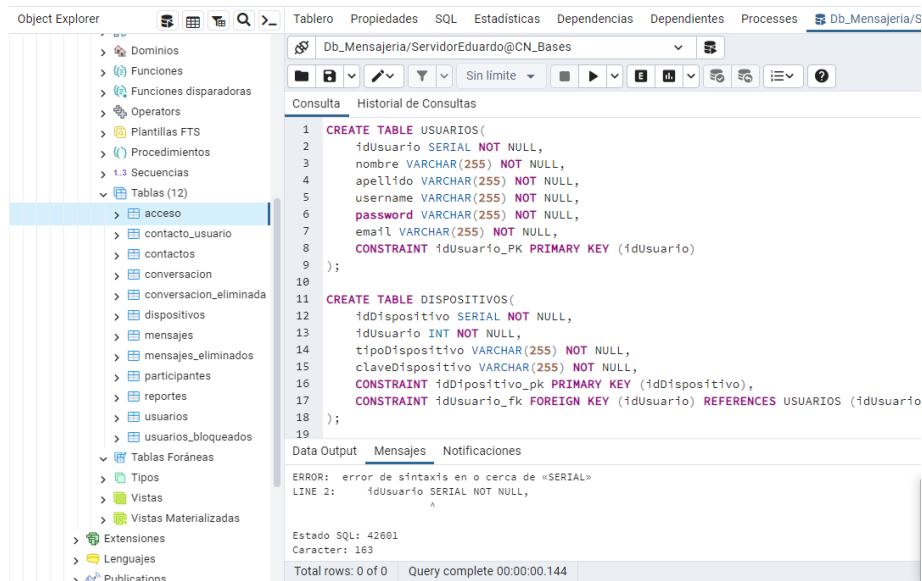 Object Explorer
Dominios
Funciones
Funciones disparadoras
Operators
Plantillas FTS
Procedimientos
1..3 Secuencias
Tablas (12)
acceso
contacto_usuario
contactos
conversacion
conversacion_eliminada
dispositivos
mensajes
mensajes_eliminados
participantes
reportes
usuarios
usuarios_bloqueados
Tablas Foráneas
Tipos
Vistas
Vistas Materializadas
Extensiones
Lenguajes
Publications
Tablero Propiedades SQL Estadísticas Dependencias Dependientes Processes Db_Mensajeria/S
Db_Mensajeria/ServidorEduardo@CN_Bases
Sin límite
Consulta Historial de Consultas
1 CREATE TABLE USUARIOS(
2 idUsuario SERIAL NOT NULL,
3 nombre VARCHAR(255) NOT NULL,
4 apellido VARCHAR(255) NOT NULL,
5 username VARCHAR(255) NOT NULL,
6 password VARCHAR(255) NOT NULL,
7 email VARCHAR(255) NOT NULL,
8 CONSTRAINT idUsuario_PK PRIMARY KEY (idUsuario)
9 );
10
11 CREATE TABLE DISPOSITIVOS(
12 idDispositivo SERIAL NOT NULL,
13 idUsuario INT NOT NULL,
14 tipoDispositivo VARCHAR(255) NOT NULL,
15 claveDispositivo VARCHAR(255) NOT NULL,
16 CONSTRAINT idDipositivo_pk PRIMARY KEY (idDispositivo),
17 CONSTRAINT idUsuario_fk FOREIGN KEY (idUsuario) REFERENCES USUARIOS (idUsuario
18 );
19
Data Output Mensajes Notificaciones
ERROR: error de sintaxis en o cerca de «SERIAL»
LINE 2: idUsuario SERIAL NOT NULL,
^
Estado SQL: 42601
Caracter: 163
Total rows: 0 of 0 Query complete 00:00:00.144